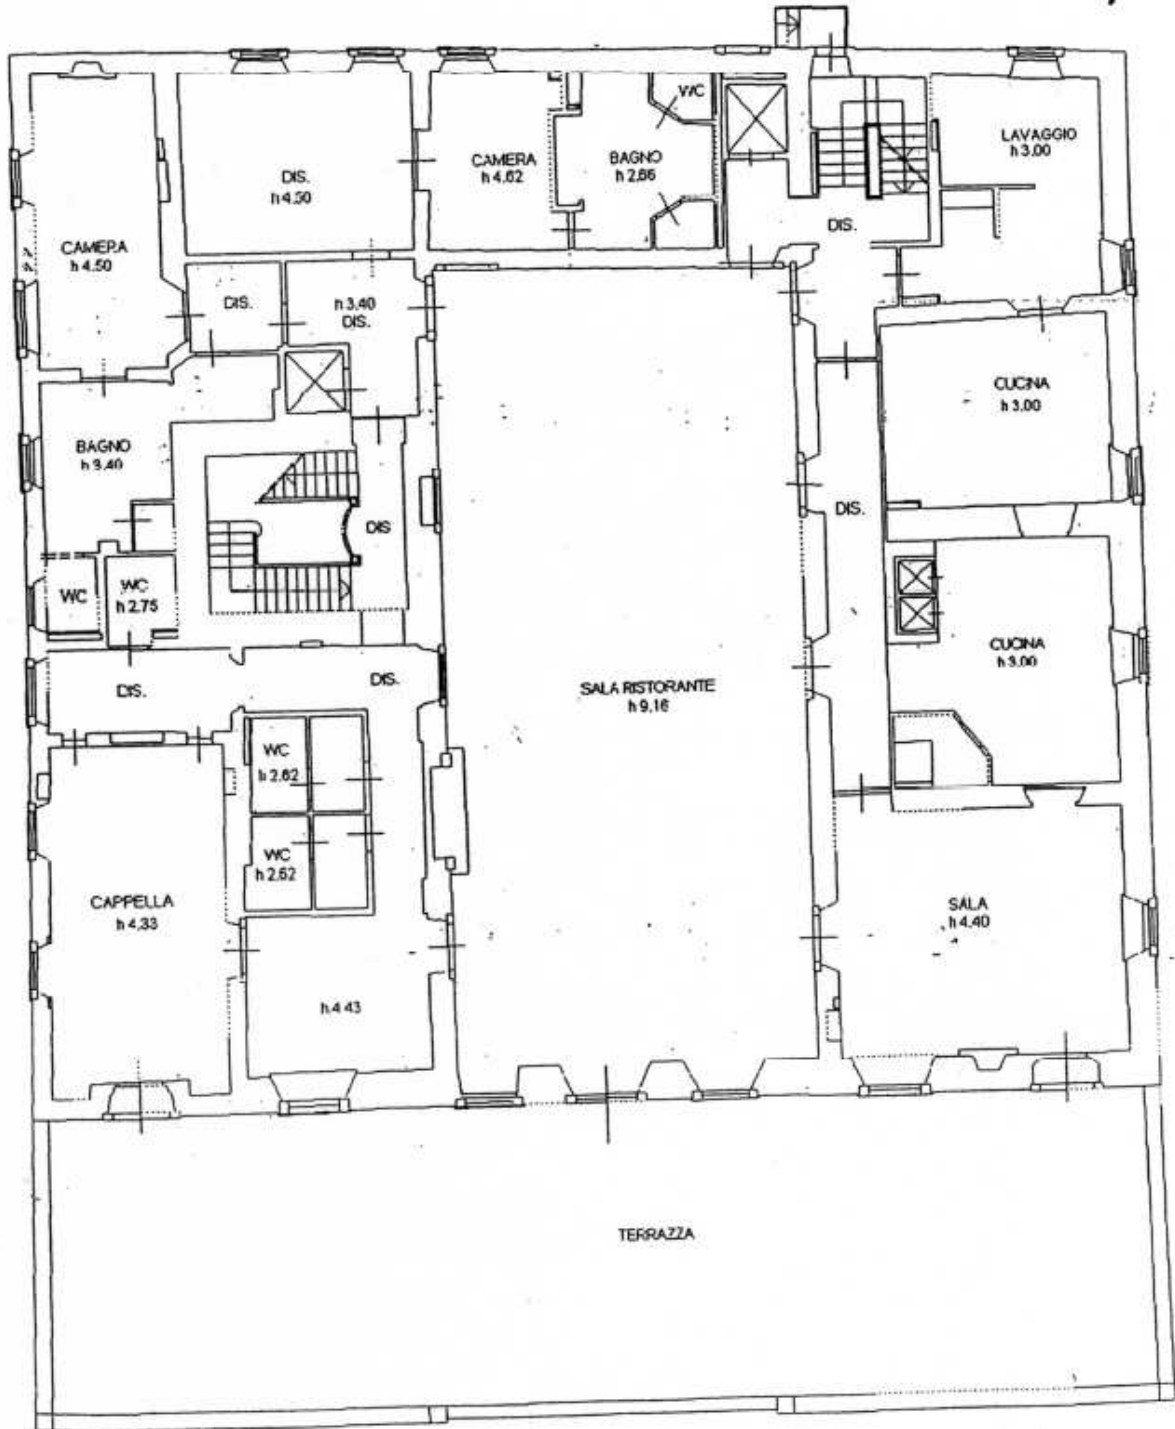 WC
LAVAGGIO
h 3.00
CAMERA
h 4,62
BAGNO
h 2,66
DIS.
h 4.50
DIS.
CAMERA
h 4.50
DIS.
h 3.40
DIS.
CUCINA
h 3,00
BAGNO
h 3.40
DIS
DIS.
WC
WC
h 2.75
CUCINA
h 3,00
DIS.
DIS.
SALA RISTORANTE
h 9,16
WC
h 2.62
WC
h 2.62
CAPPELLA
h 4,33
SALA
h 4.40
h.4.43
TERRAZZA